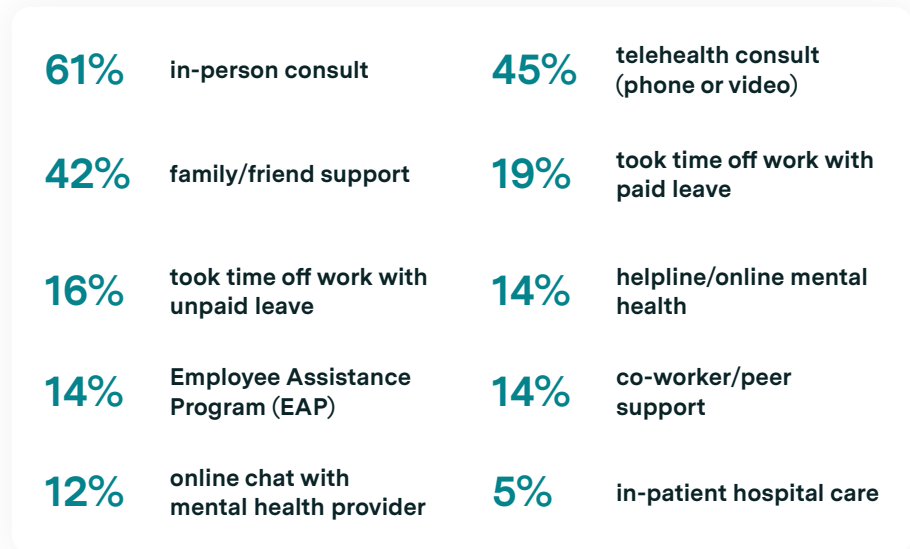 61%
in-person consult
45%
telehealth consult
(phone or video)
42%
family/friend support
19%
took time off work with
paid leave
16%
took time off work with
unpaid leave
14%
helpline/online mental
health
14%
Employee Assistance
Program (EAP)
14%
co-worker/peer
support
12%
online chat with
mental health provider
5%
in-patient hospital care